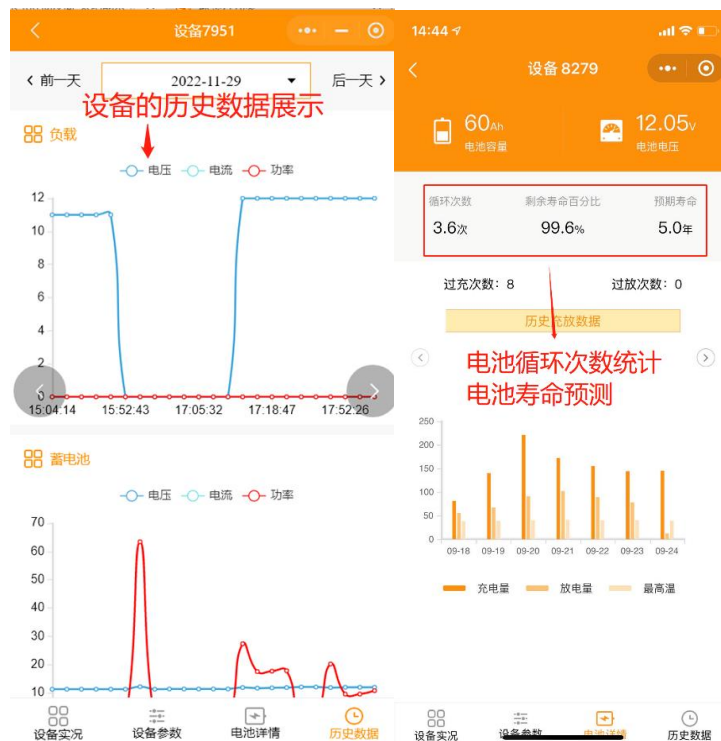 设备7951
前一天
2022-11-29
后一天
设备的历史数据展示
负载
电压 电流 功率
12
10
8
6
4
2
0
15:04:14 15:52:43 17:05:32 17:18:47 17:52:26
蓄电池
电压 电流 功率
70
60
50
40
30
20
10
设备实况 设备参数 电池详情 历史数据
14:44
设备 8279
60Ah
电池容量
12.05v
电池电压
循环次数 剩余寿命百分比 预期寿命
3.6次 99.6% 5.0年
过充次数：8 过放次数：0
历史充放数据
电池循环次数统计
电池寿命预测
250
200
150
100
50
0
09-18 09-19 09-20 09-21 09-22 09-23 09-24
充电量 放电量 最高温
设备实况 设备参数 电池详情 历史数据